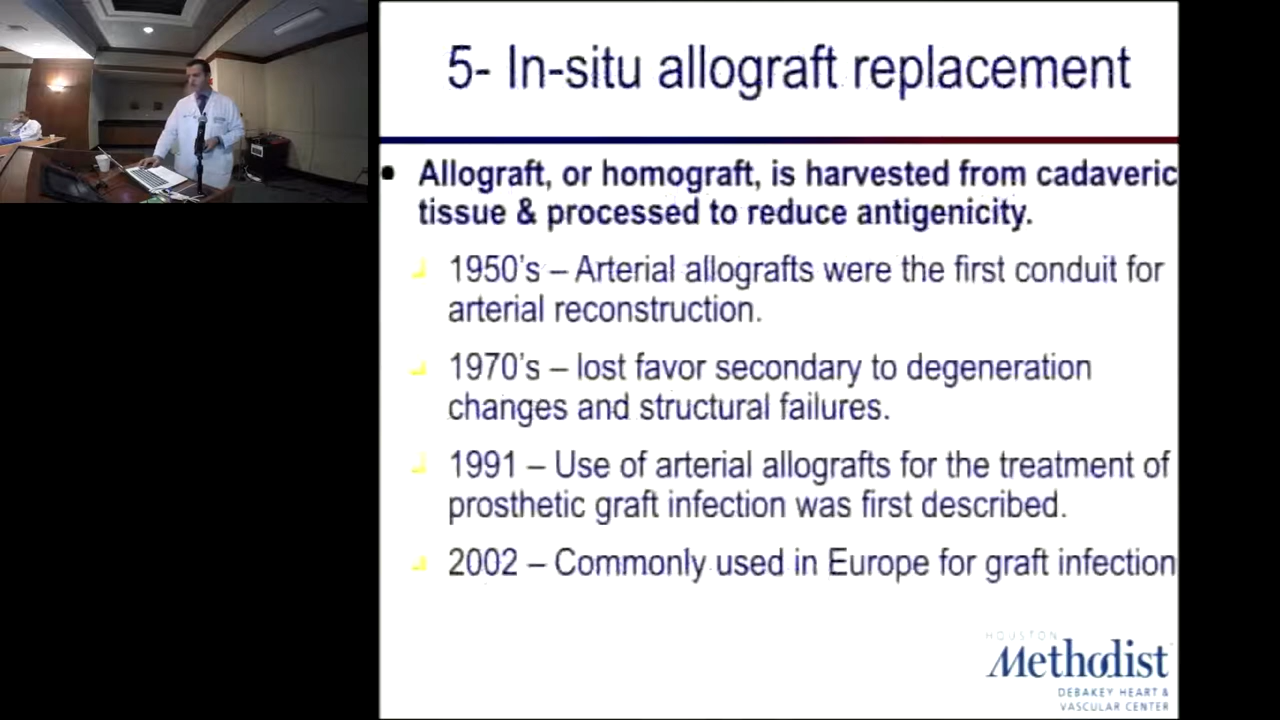 5- In-situ allograft replacement
• Allograft, or homograft, is harvested from cadaveric
tissue & processed to reduce antigenicity.
1950's – Arterial allografts were the first conduit for
arterial reconstruction.
1970's – lost favor secondary to degeneration
changes and structural failures.
1991 – Use of arterial allografts for the treatment of
prosthetic graft infection was first described.
2002 – Commonly used in Europe for graft infection
HOUSTON
Methodist
DEBAKEY HEART &
VASCULAR CENTER